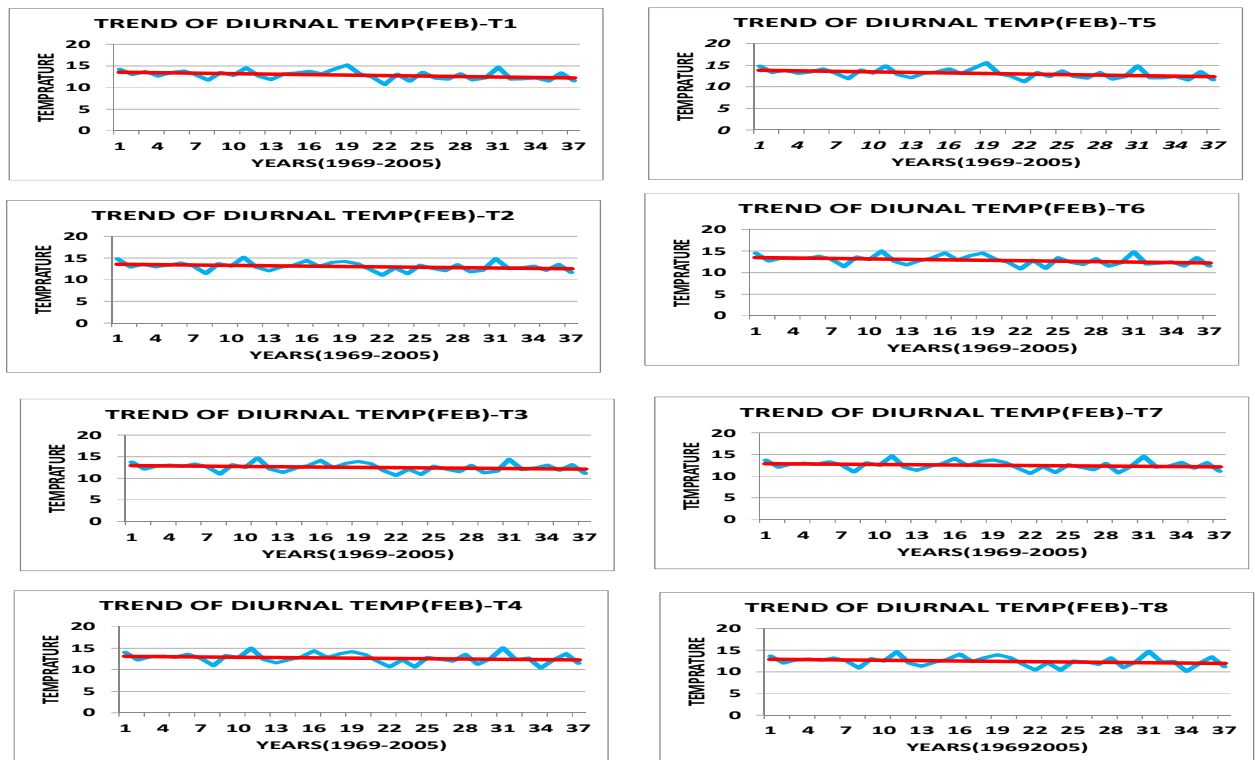 TREND OF DIURNAL TEMP(FEB)-T1
TEMPRATURE
20
15
10
5
0
1 4 7 10 13 16 19 22 25 28 31 34 37
YEARS(1969-2005)
TREND OF DIURNAL TEMP(FEB)-T5
TEMPRATURE
20
15
10
5
0
1 4 7 10 13 16 19 22 25 28 31 34 37
YEARS(1969-2005)
TREND OF DIURNAL TEMP(FEB)-T2
TEMPRATURE
20
15
10
5
0
1 4 7 10 13 16 19 22 25 28 31 34 37
YEARS(1969-2005)
TREND OF DIUNAL TEMP(FEB)-T6
TEMPRATURE
20
15
10
5
0
1 4 7 10 13 16 19 22 25 28 31 34 37
YEARS(1969-2005)
TREND OF DIURNAL TEMP(FEB)-T3
TEMPRATURE
20
15
10
5
0
1 4 7 10 13 16 19 22 25 28 31 34 37
YEARS(1969-2005)
TREND OF DIURNAL TEMP(FEB)-T7
TEMPRATURE
20
15
10
5
0
1 4 7 10 13 16 19 22 25 28 31 34 37
YEARS(1969-2005)
TREND OF DIURNAL TEMP(FEB)-T4
TEMPRATURE
20
15
10
5
0
1 4 7 10 13 16 19 22 25 28 31 34 37
YEARS(1969-2005)
TREND OF DIURNAL TEMP(FEB)-T8
TEMPRATURE
20
15
10
5
0
1 4 7 10 13 16 19 22 25 28 31 34 37
YEARS(19692005)